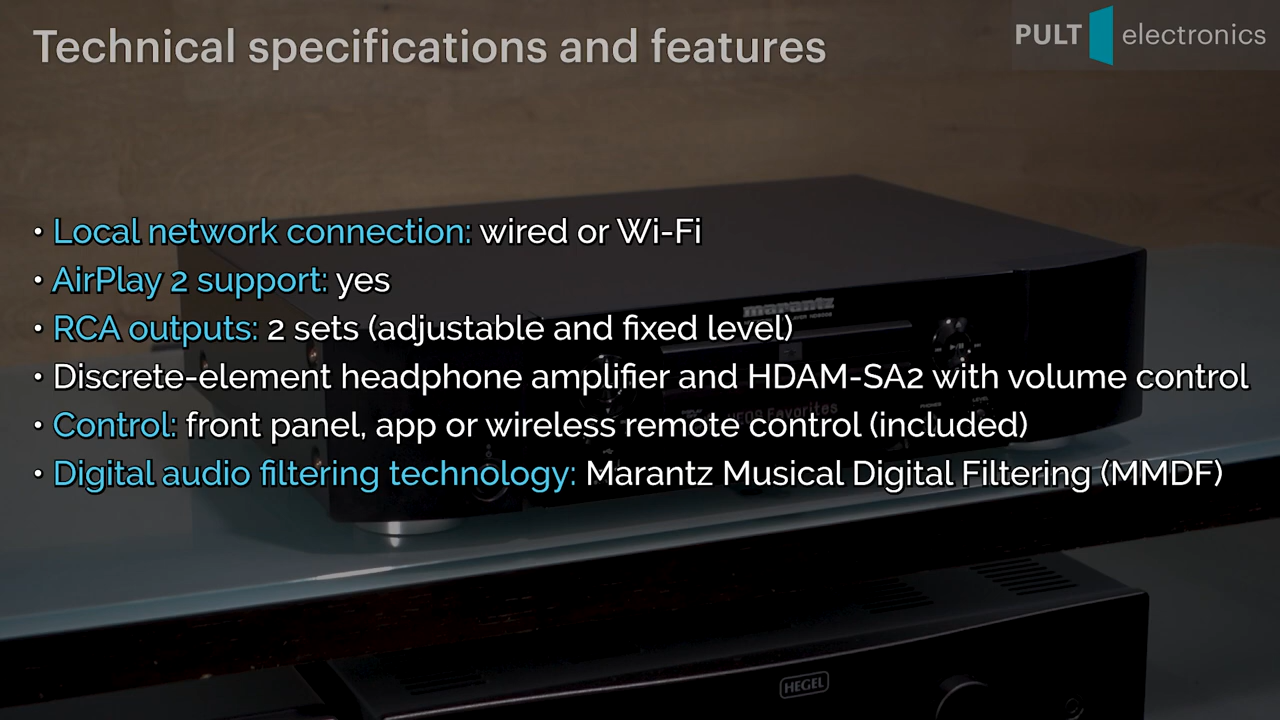 Technical specifications and features
PULT electronics
• Local network connection: wired or Wi-Fi
• AirPlay 2 support: yes
• RCA outputs: 2 sets (adjustable and fixed level)
• Discrete-element headphone amplifier and HDAM-SA2 with volume control
• Control: front panel, app or wireless remote control (included)
• Digital audio filtering technology: Marantz Musical Digital Filtering (MMDF)
marantz
Favorites
HEGEL